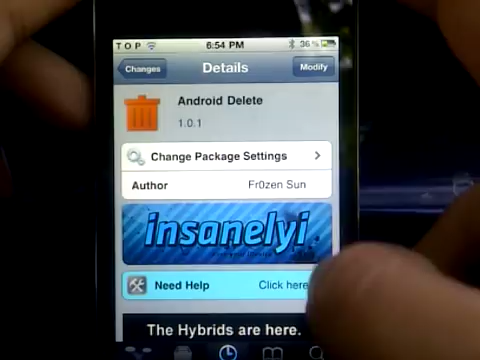 TOP 6:54 PM 36%
Changes Details Modify
Android Delete
1.0.1
Change Package Settings
Author Fr0zen Sun
insanelyi
Need Help Click here
The Hybrids are here.